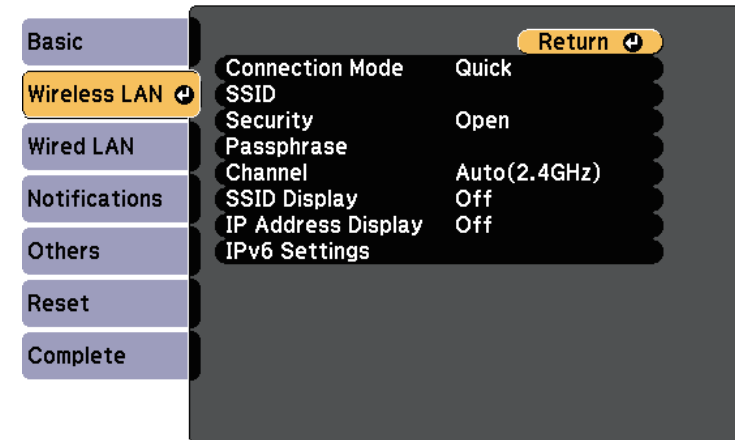 Basic
Wireless LAN
Wired LAN
Notifications
Others
Reset
Complete
Return
Connection Mode Quick
SSID
Security Open
Passphrase
Channel Auto(2.4GHz)
SSID Display Off
IP Address Display Off
IPv6 Settings